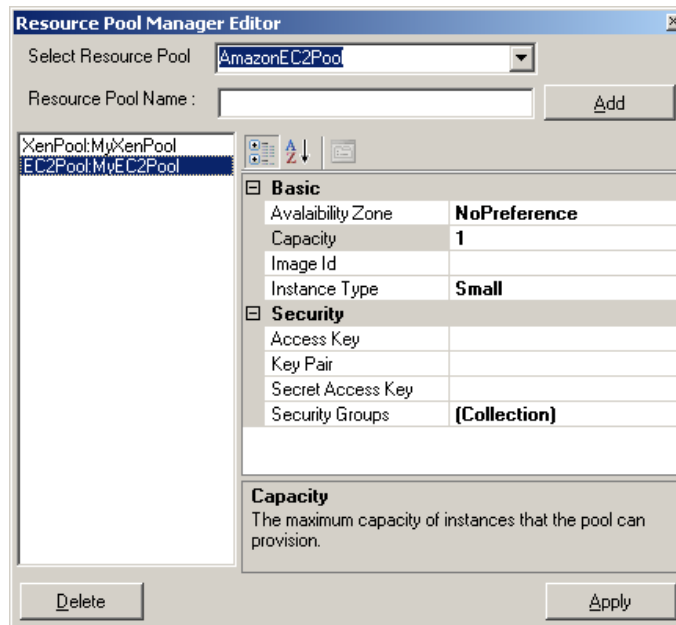 Resource Pool Manager Editor
Select Resource Pool AmazonEC2Pool
Resource Pool Name : Add
XenPool:MyXenPool
EC2Pool:MyEC2Pool
Basic
Avalaibility Zone NoPreference
Capacity 1
Image Id
Instance Type Small
Security
Access Key
Key Pair
Secret Access Key
Security Groups (Collection)
Capacity
The maximum capacity of instances that the pool can
provision.
Delete Apply